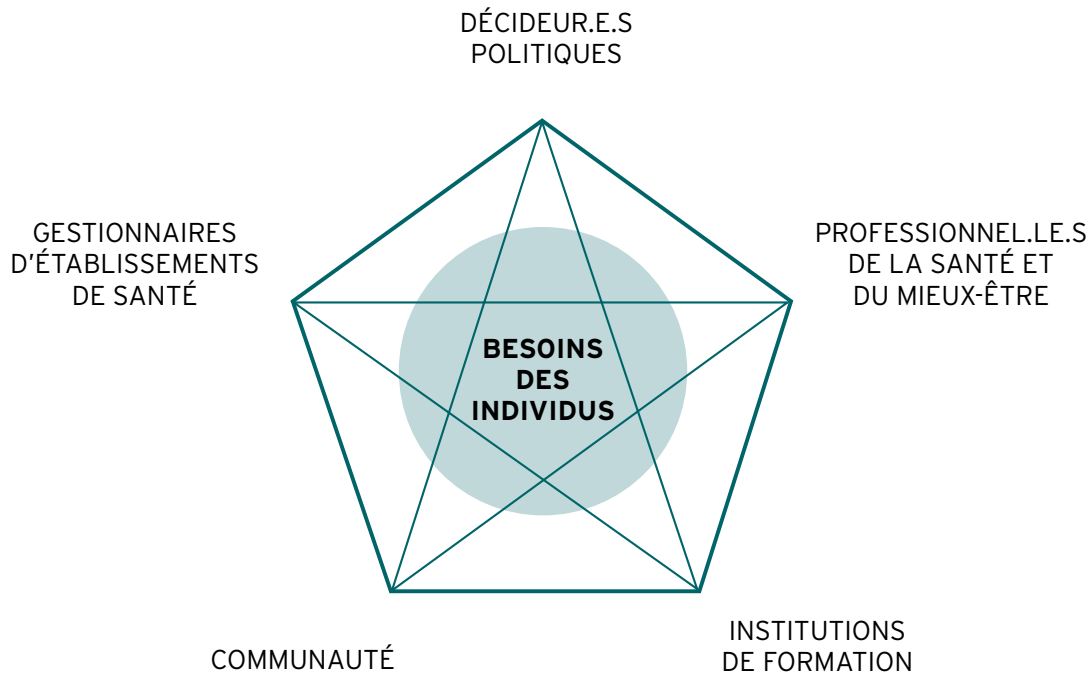 DÉCIDEUR.E.S
POLITIQUES
GESTIONNAIRES
D'ÉTABLISSEMENTS
DE SANTÉ
PROFESSIONNEL.LE.S
DE LA SANTÉ ET
DU MIEUX-ÊTRE
BESOINS
DES
INDIVIDUS
COMMUNAUTÉ
INSTITUTIONS
DE FORMATION